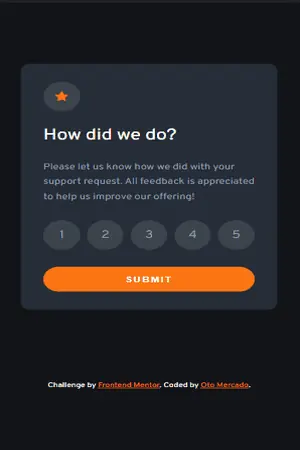 How did we do?
Please let us know how we did with your
support request. All feedback is appreciated
to help us improve our offering!
1 2 3 4 5
SUBMIT
Challenge by Frontend Mentor. Coded by Oto Mercado.